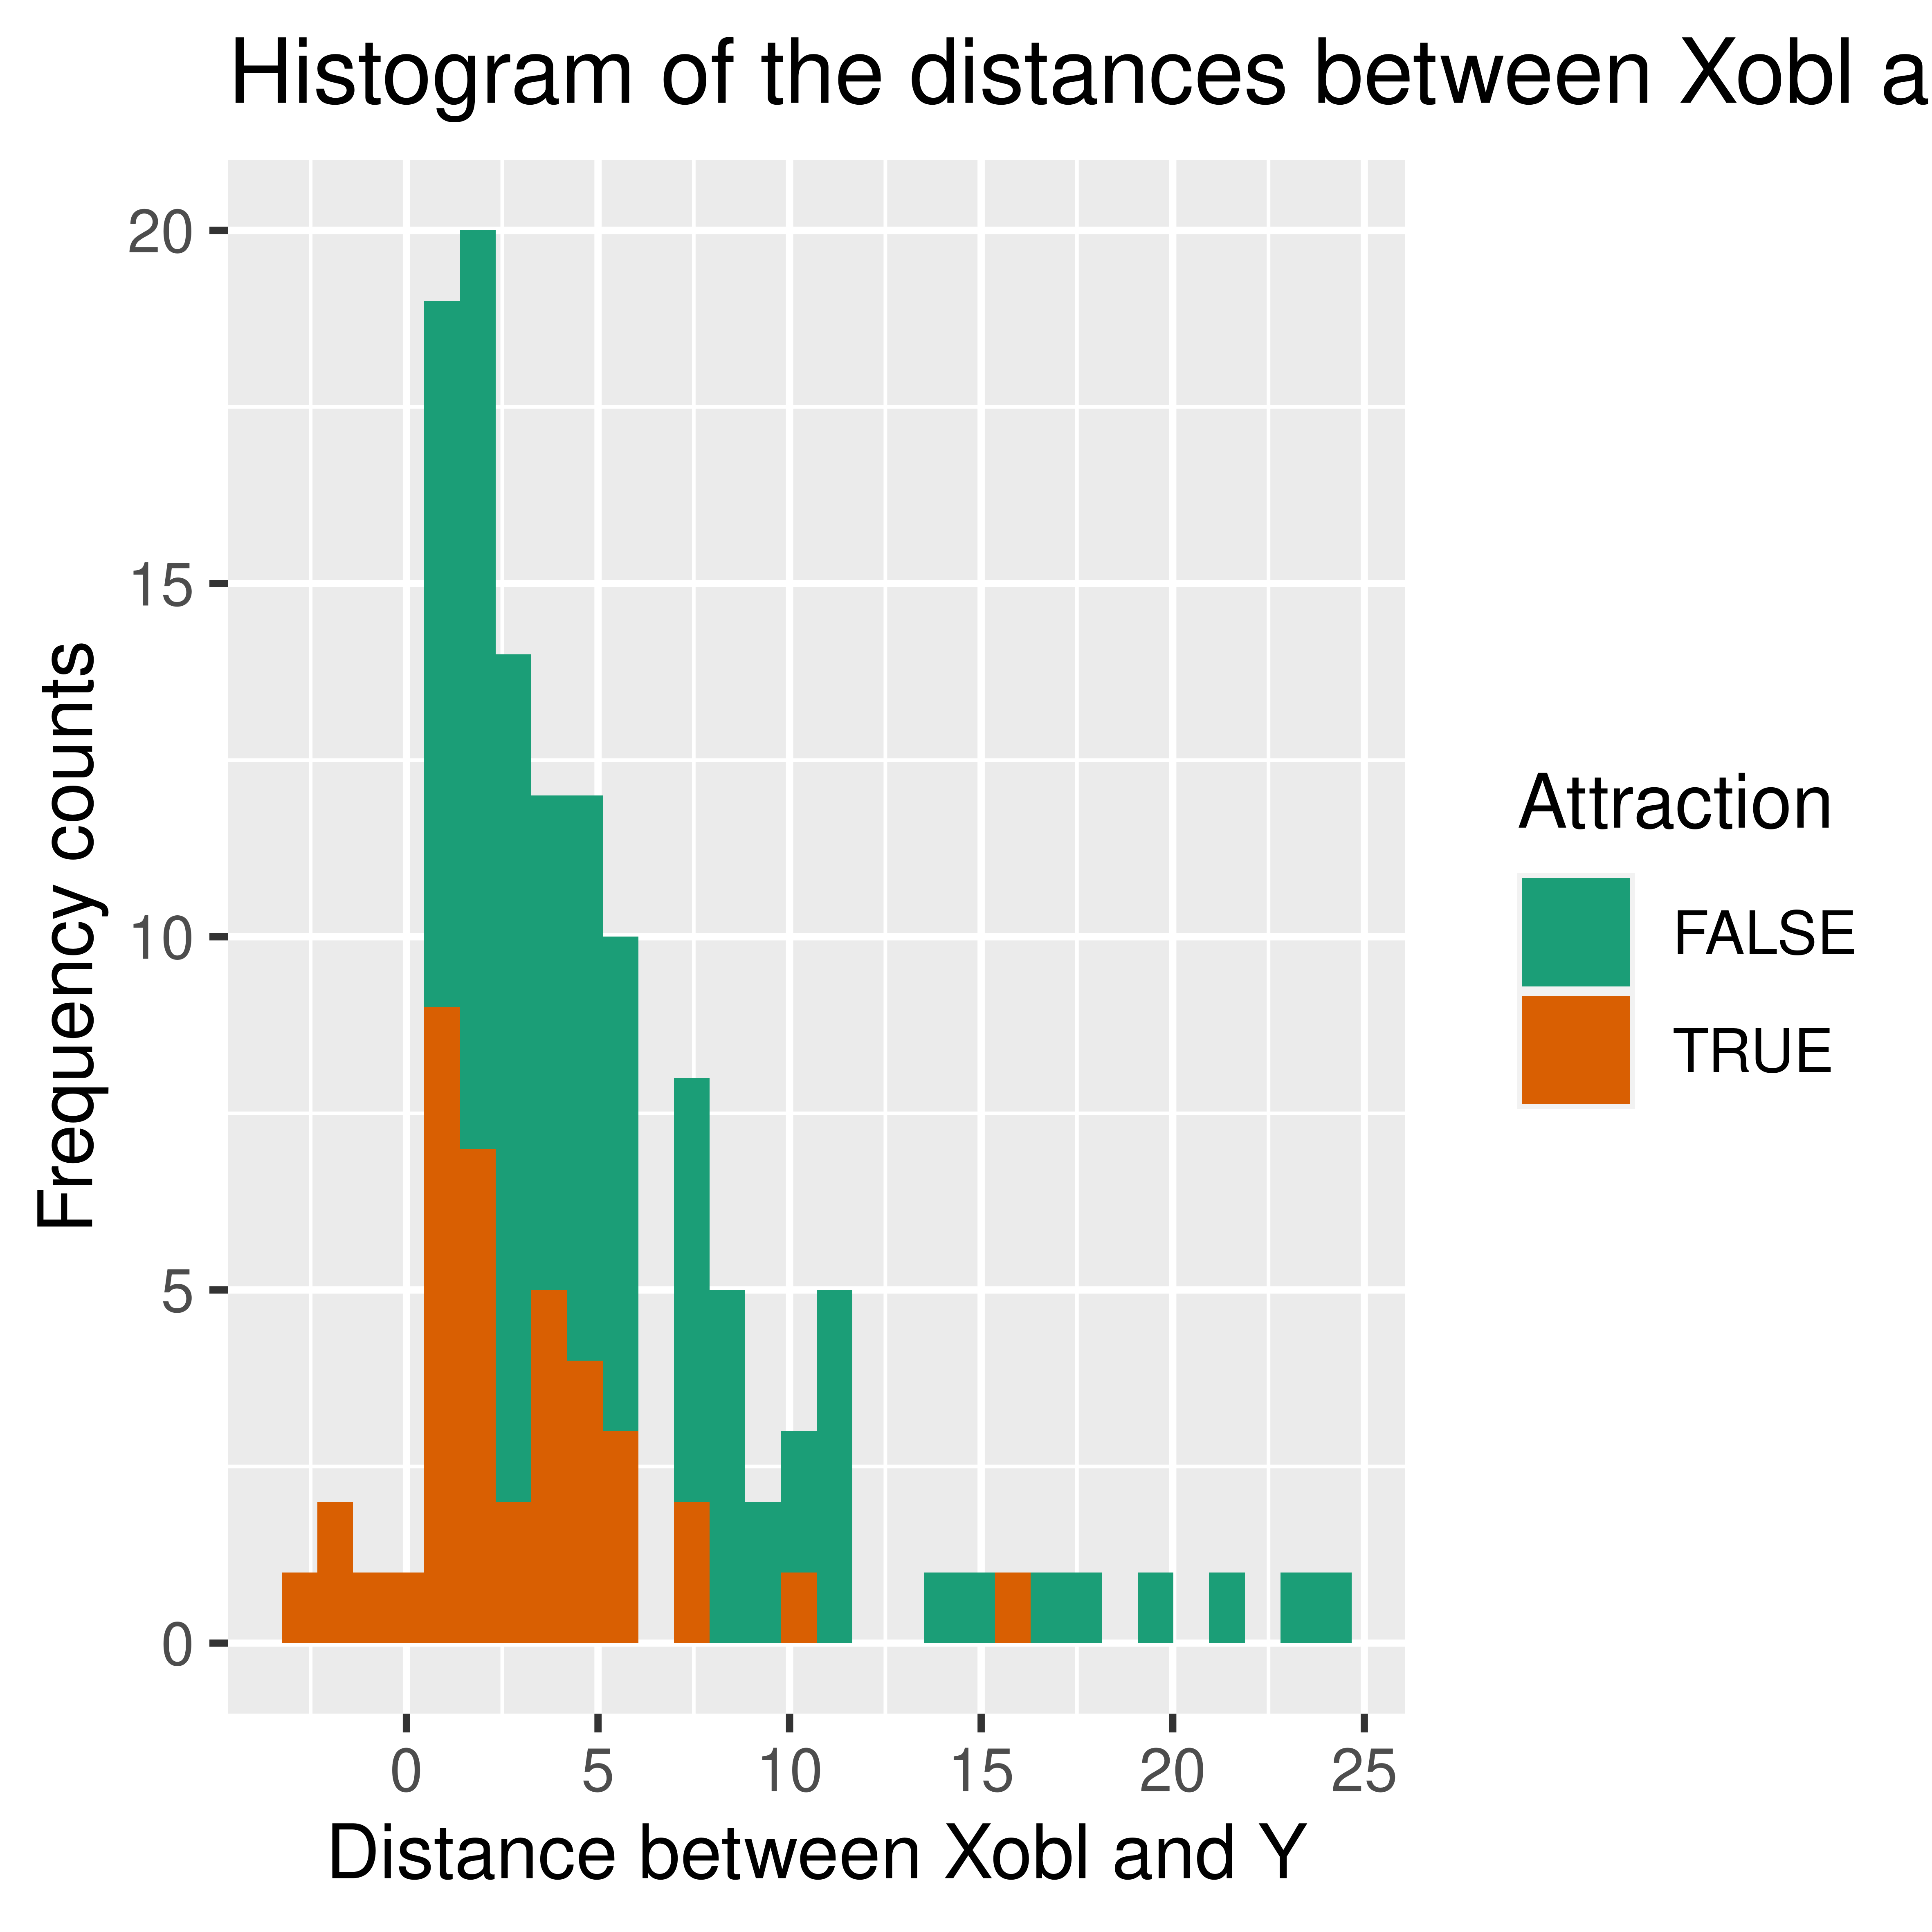 Histogram of the distances between Xobl a
20
15
10
5
0
Frequency counts
0 5 10 15 20 25
Distance between Xobl and Y
Attraction
FALSE
TRUE